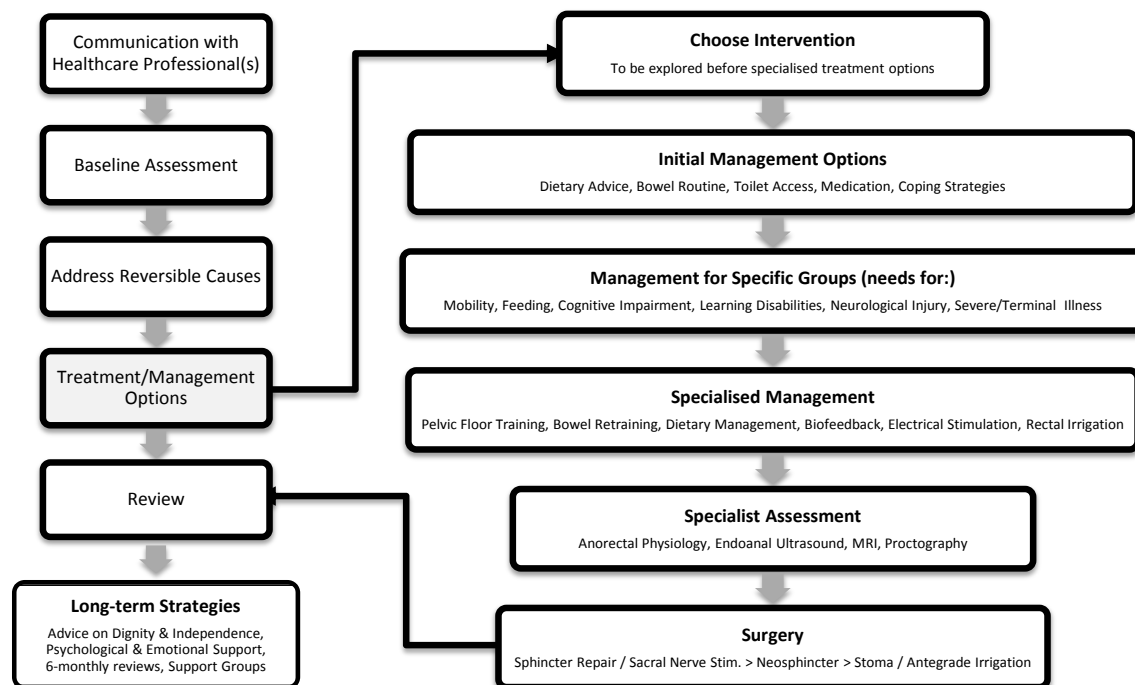 Communication with
Healthcare Professional(s)
Baseline Assessment
Address Reversible Causes
Treatment/Management
Options
Review
Long-term Strategies
Advice on Dignity & Independence,
Psychological & Emotional Support,
6-monthly reviews, Support Groups
Choose Intervention
To be explored before specialised treatment options
Initial Management Options
Dietary Advice, Bowel Routine, Toilet Access, Medication, Coping Strategies
Management for Specific Groups (needs for:)
Mobility, Feeding, Cognitive Impairment, Learning Disabilities, Neurological Injury, Severe/Terminal Illness
Specialised Management
Pelvic Floor Training, Bowel Retraining, Dietary Management, Biofeedback, Electrical Stimulation, Rectal Irrigation
Specialist Assessment
Anorectal Physiology, Endoanal Ultrasound, MRI, Proctography
Surgery
Sphincter Repair / Sacral Nerve Stim. > Neosphincter > Stoma / Antegrade Irrigation